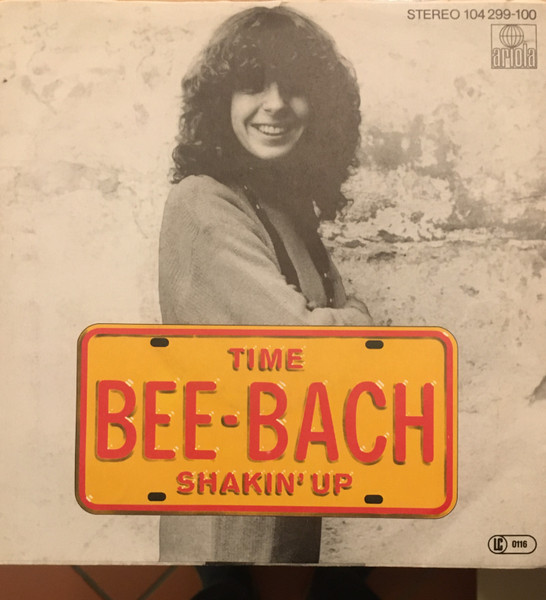 STEREO 104 299-100
ariola
TIME
BEE-BACH
SHAKIN' UP
LC 0116